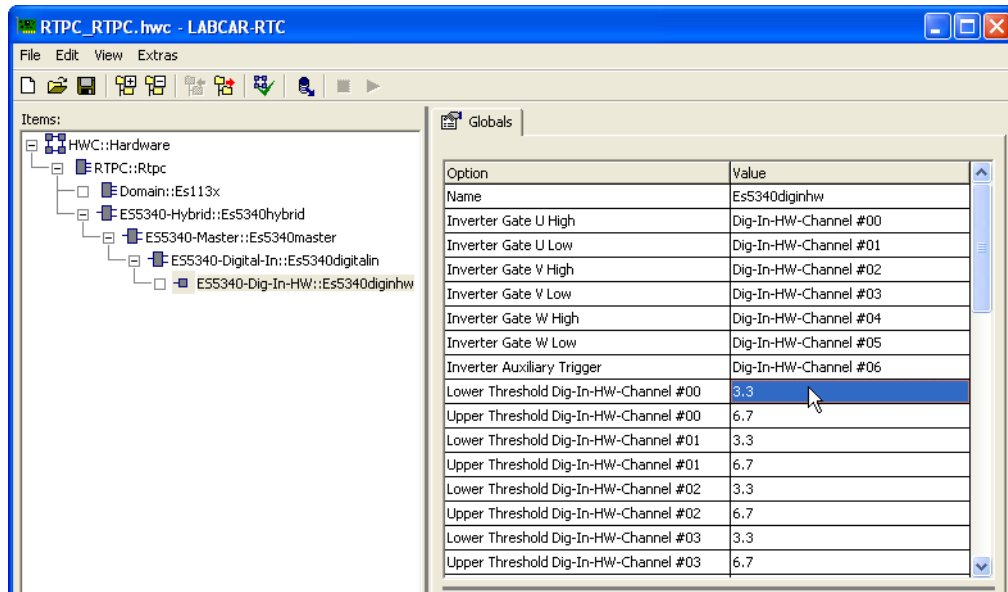 RTPC_RTPC.hwc - LABCAR-RTC
File Edit View Extras
Items:
HWC::Hardware
RTPC::Rtpc
Domain::Es113x
ES5340-Hybrid::Es5340hybrid
ES5340-Master::Es5340master
ES5340-Digital-In::Es5340digitalin
ES5340-Dig-In-HW::Es5340diginhw
Globals
Option Value
Name Es5340diginhw
Inverter Gate U High Dig-In-HW-Channel #00
Inverter Gate U Low Dig-In-HW-Channel #01
Inverter Gate V High Dig-In-HW-Channel #02
Inverter Gate V Low Dig-In-HW-Channel #03
Inverter Gate W High Dig-In-HW-Channel #04
Inverter Gate W Low Dig-In-HW-Channel #05
Inverter Auxiliary Trigger Dig-In-HW-Channel #06
Lower Threshold Dig-In-HW-Channel #00 3.3
Upper Threshold Dig-In-HW-Channel #00 6.7
Lower Threshold Dig-In-HW-Channel #01 3.3
Upper Threshold Dig-In-HW-Channel #01 6.7
Lower Threshold Dig-In-HW-Channel #02 3.3
Upper Threshold Dig-In-HW-Channel #02 6.7
Lower Threshold Dig-In-HW-Channel #03 3.3
Upper Threshold Dig-In-HW-Channel #03 6.7